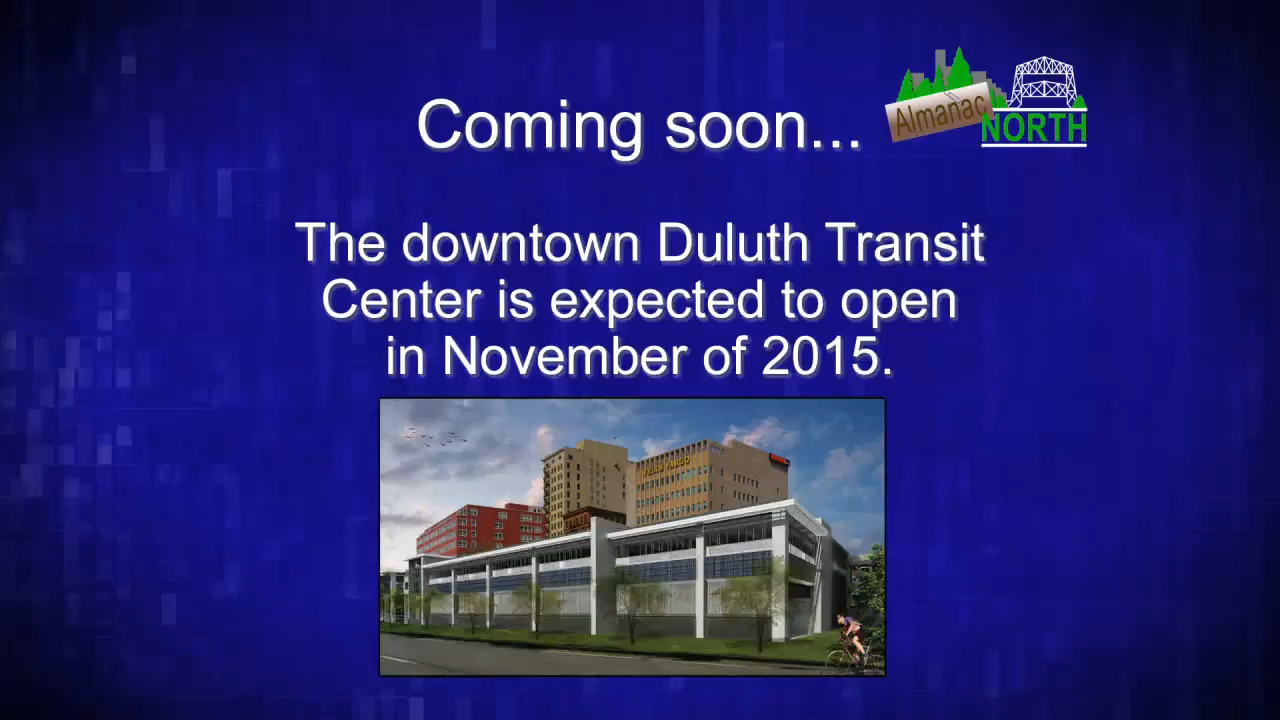 Coming soon...
Almanac
NORTH
The downtown Duluth Transit
Center is expected to open
in November of 2015.
WELLS FARGO